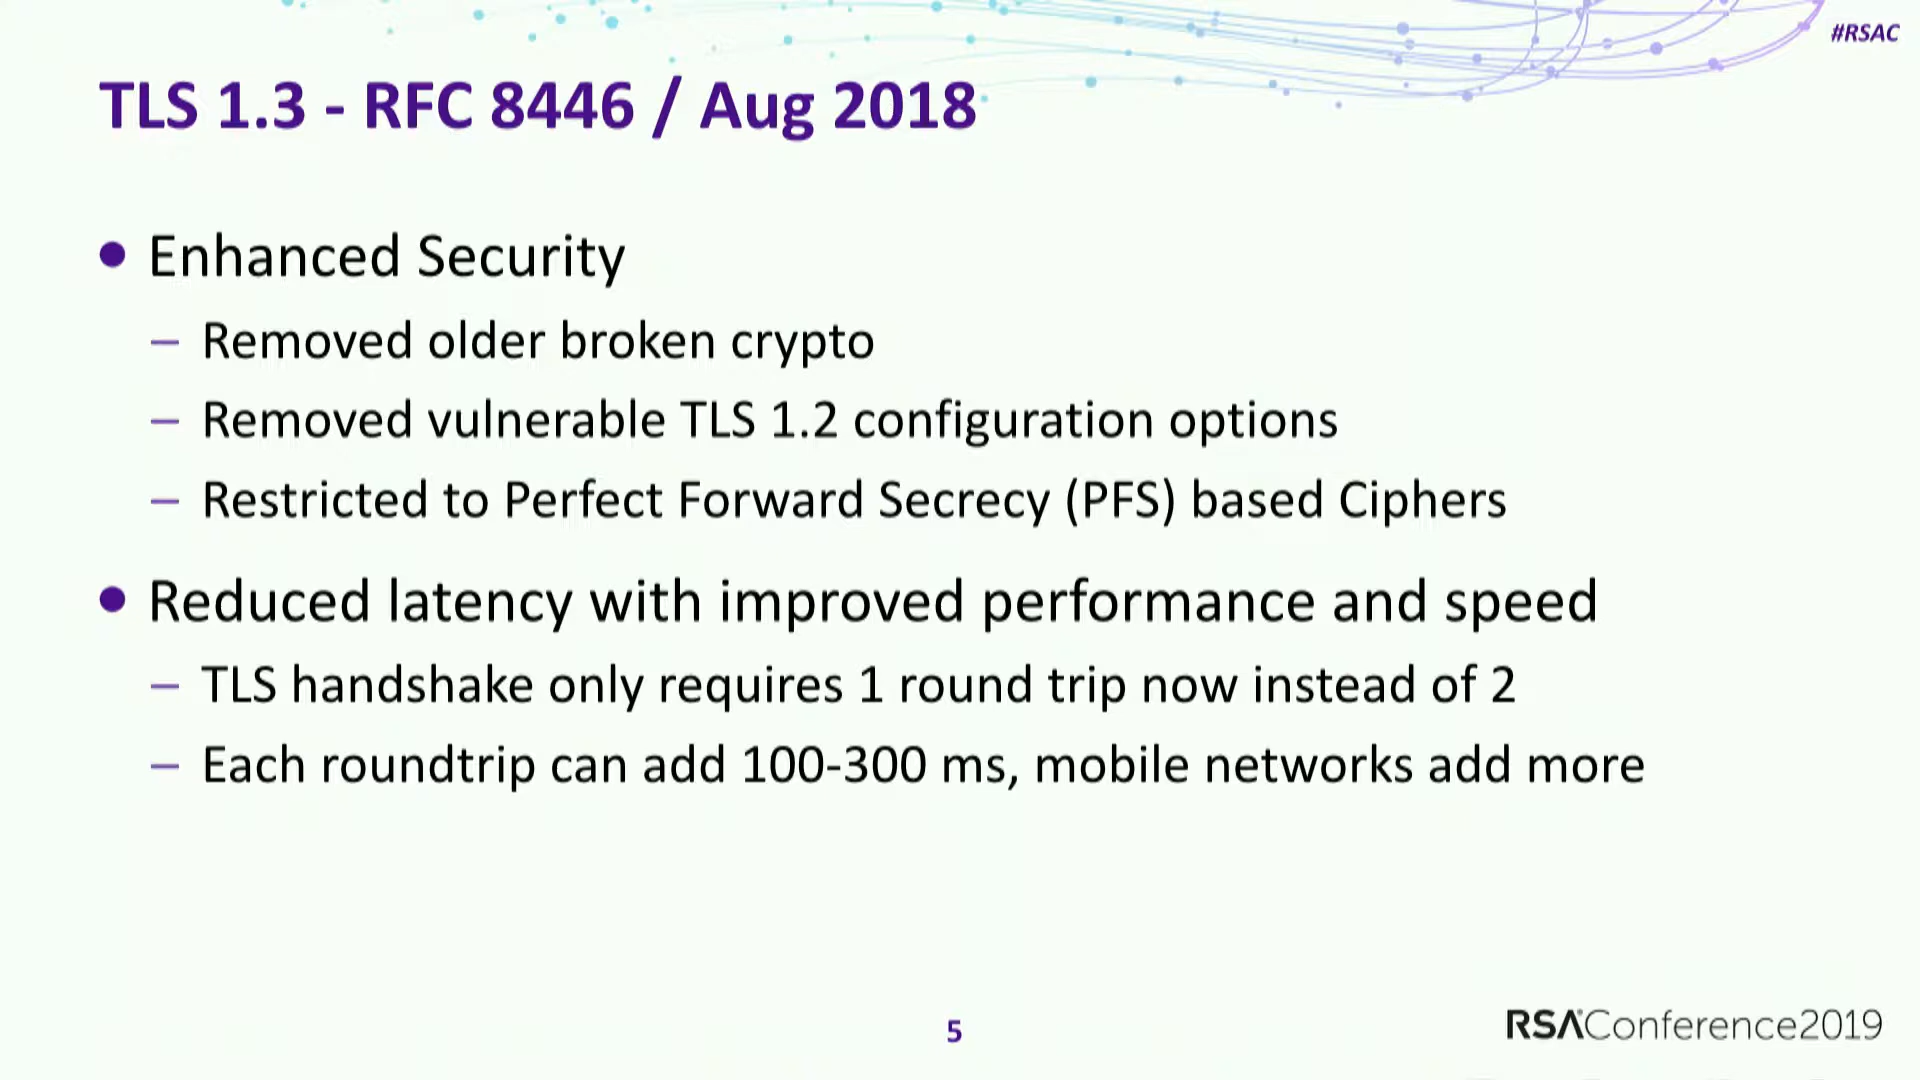 #RSAC
TLS 1.3 - RFC 8446 / Aug 2018
• Enhanced Security
– Removed older broken crypto
– Removed vulnerable TLS 1.2 configuration options
– Restricted to Perfect Forward Secrecy (PFS) based Ciphers
• Reduced latency with improved performance and speed
– TLS handshake only requires 1 round trip now instead of 2
– Each roundtrip can add 100-300 ms, mobile networks add more
5
RSAConference2019